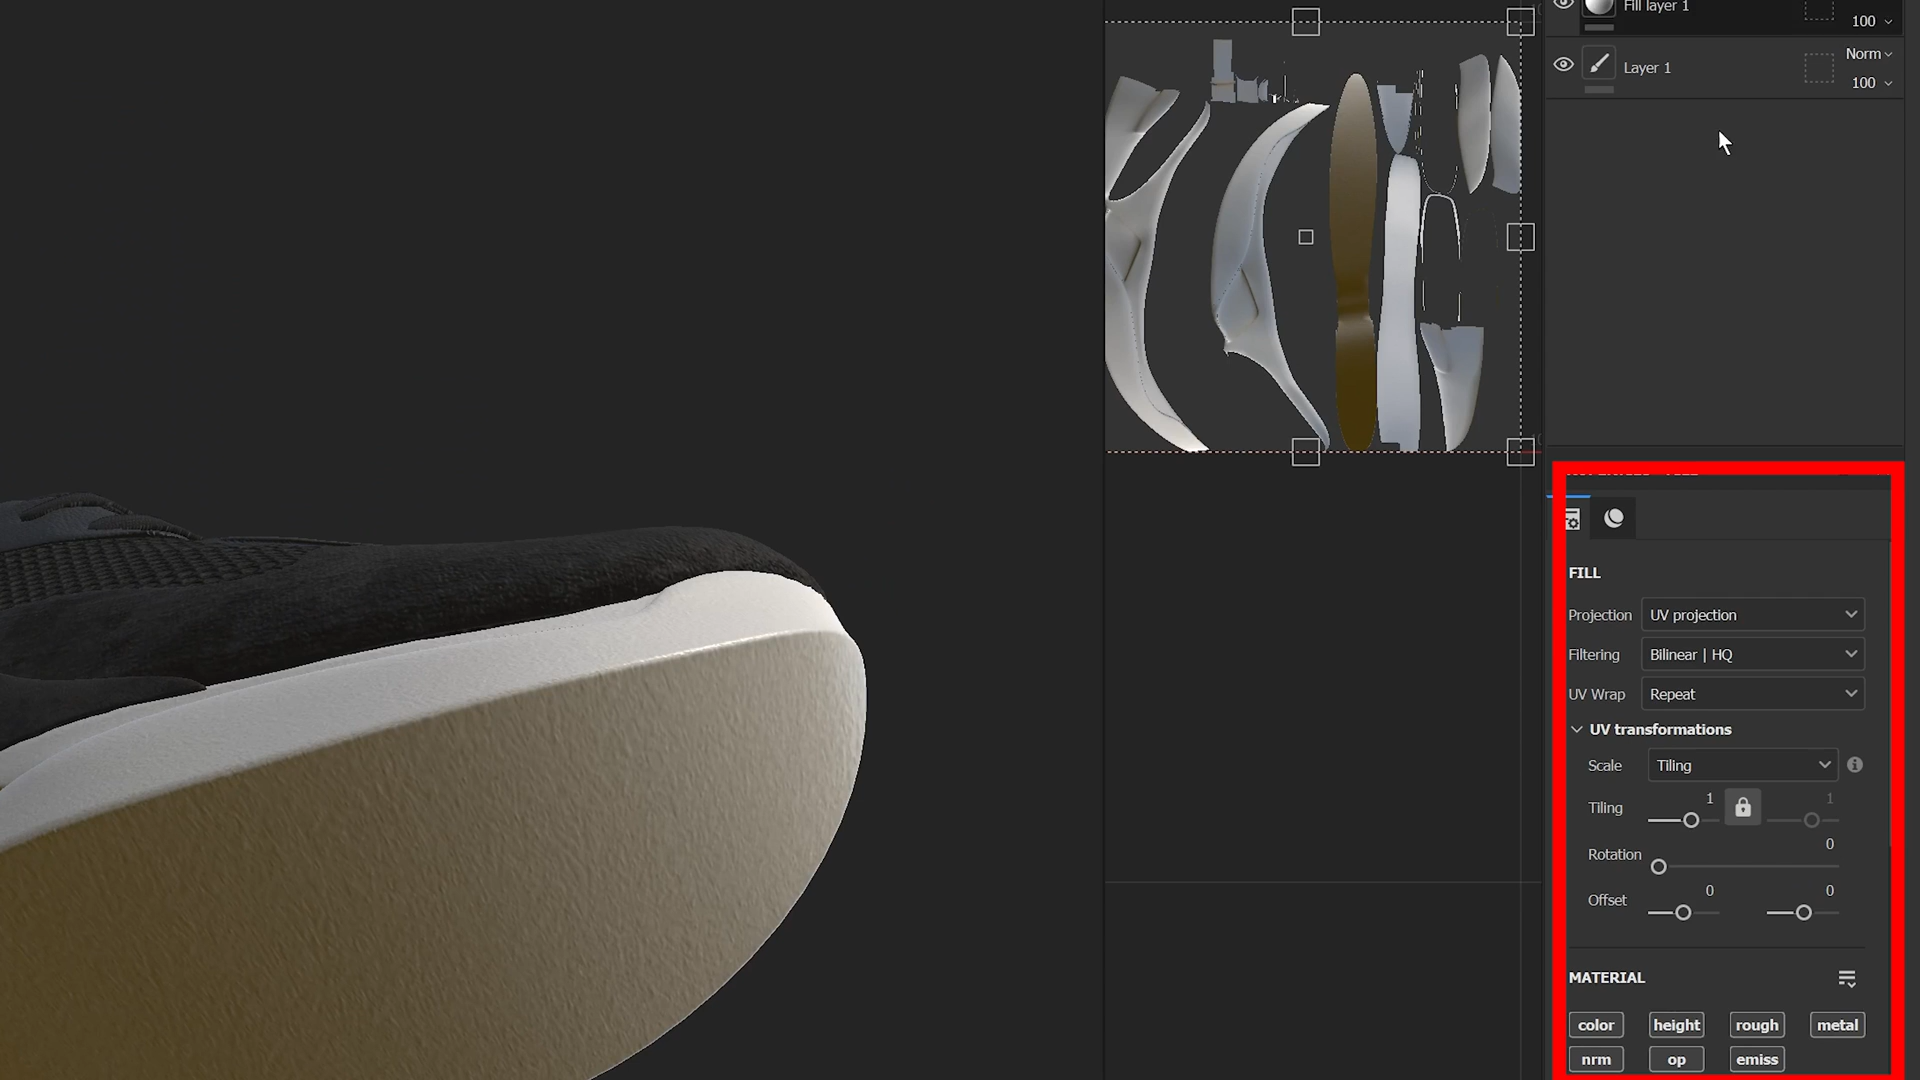 Fill layer 1
100
Norm
Layer 1
100
FILL
Projection UV projection
Filtering Bilinear | HQ
UV Wrap Repeat
UV transformations
Scale Tiling
Tiling 1 1
Rotation 0
Offset 0 0
MATERIAL
color height rough metal
nrm op emiss